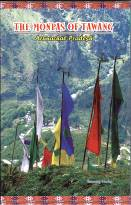 THE MONPAS OF TAWANG
Arunachal Pradesh